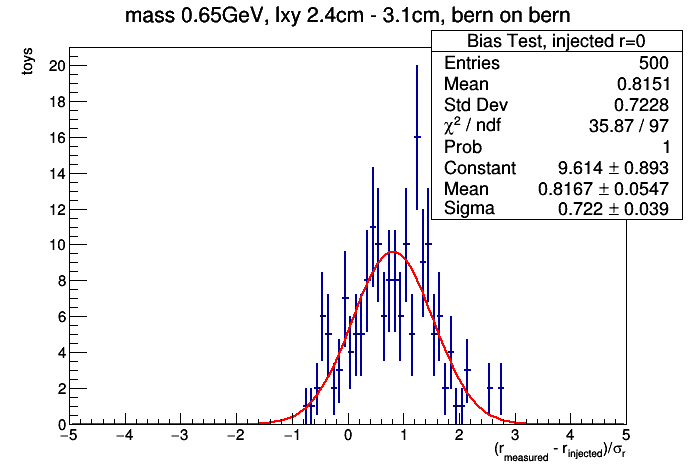 mass 0.65GeV, lxy 2.4cm - 3.1cm, bern on bern
toys
Bias Test, injected r=0
Entries 500
Mean 0.8151
Std Dev 0.7228
χ² / ndf 35.87 / 97
Prob 1
Constant 9.614 ± 0.893
Mean 0.8167 ± 0.0547
Sigma 0.722 ± 0.039
20
18
16
14
12
10
8
6
4
2
0
−5 −4 −3 −2 −1 0 1 2 3 4 5
(r_measured - r_injected)/σ_r